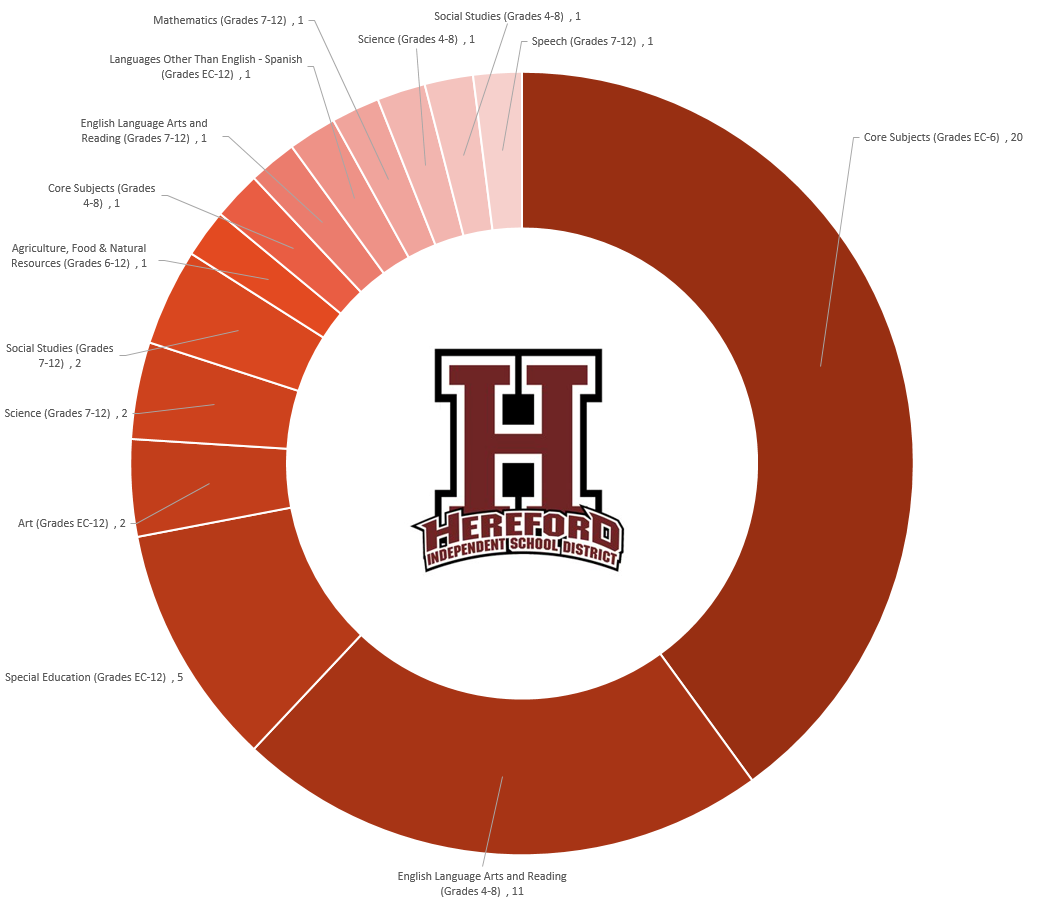 Social Studies (Grades 4-8) , 1
Mathematics (Grades 7-12) , 1
Science (Grades 4-8) , 1
Speech (Grades 7-12) , 1
Languages Other Than English - Spanish
(Grades EC-12) , 1
English Language Arts and
Reading (Grades 7-12) , 1
Core Subjects (Grades EC-6) , 20
Core Subjects (Grades
4-8) , 1
Agriculture, Food & Natural
Resources (Grades 6-12) , 1
Social Studies (Grades
7-12) , 2
Science (Grades 7-12) , 2
Art (Grades EC-12) , 2
H
HEREFORD
INDEPENDENT SCHOOL DISTRICT
Special Education (Grades EC-12) , 5
English Language Arts and Reading
(Grades 4-8) , 11